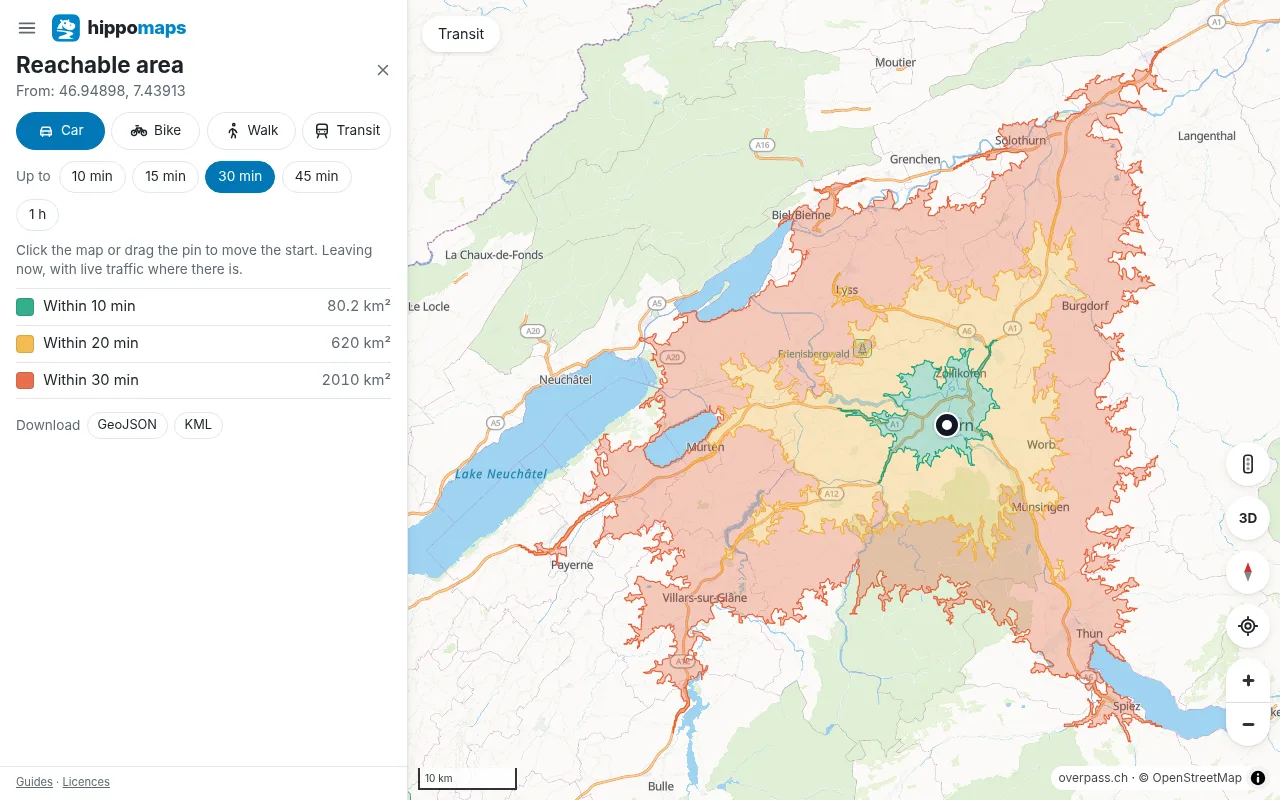 hippomaps
Reachable area
From: 46.94898, 7.43913
Car
Bike
Walk
Transit
Up to
10 min
15 min
30 min
45 min
1 h
Click the map or drag the pin to move the start. Leaving
now, with live traffic where there is.
Within 10 min 80.2 km²
Within 20 min 620 km²
Within 30 min 2010 km²
Download
GeoJSON
KML
Guides · Licences
Transit
A1
Moutier
Langenthal
A16
Solothurn
Grenchen
Biel/Bienne
La Chaux-de-Fonds
Lyss
A5
Le Locle
Burgdorf
A20
A6
A1
Frienisbergwald
A20
Zollikofen
Neuchâtel
A5
A1
rn
Murten
Worb
Lake Neuchâtel
A12
Münsingen
Payerne
Villars-sur-Glâne
Thun
A12
A6
Spiez
Bulle
3D
10 km
overpass.ch · © OpenStreetMap